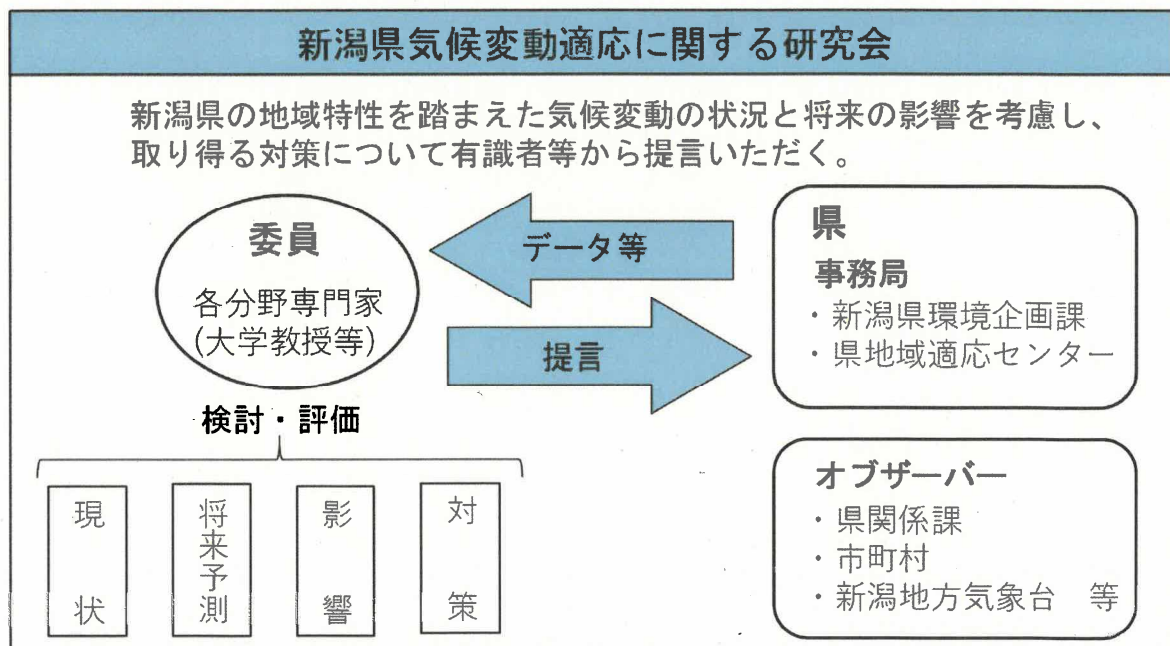 新潟県気候変動適応に関する研究会
新潟県の地域特性を踏まえた気候変動の状況と将来の影響を考慮し、
取り得る対策について有識者等から提言いただく。
委員
各分野専門家
(大学教授等)
データ等
提言
県
事務局
・新潟県環境企画課
・県地域適応センター
検討・評価
現状
将来予測
影響
対策
オブザーバー
・県関係課
・市町村
・新潟地方気象台　等